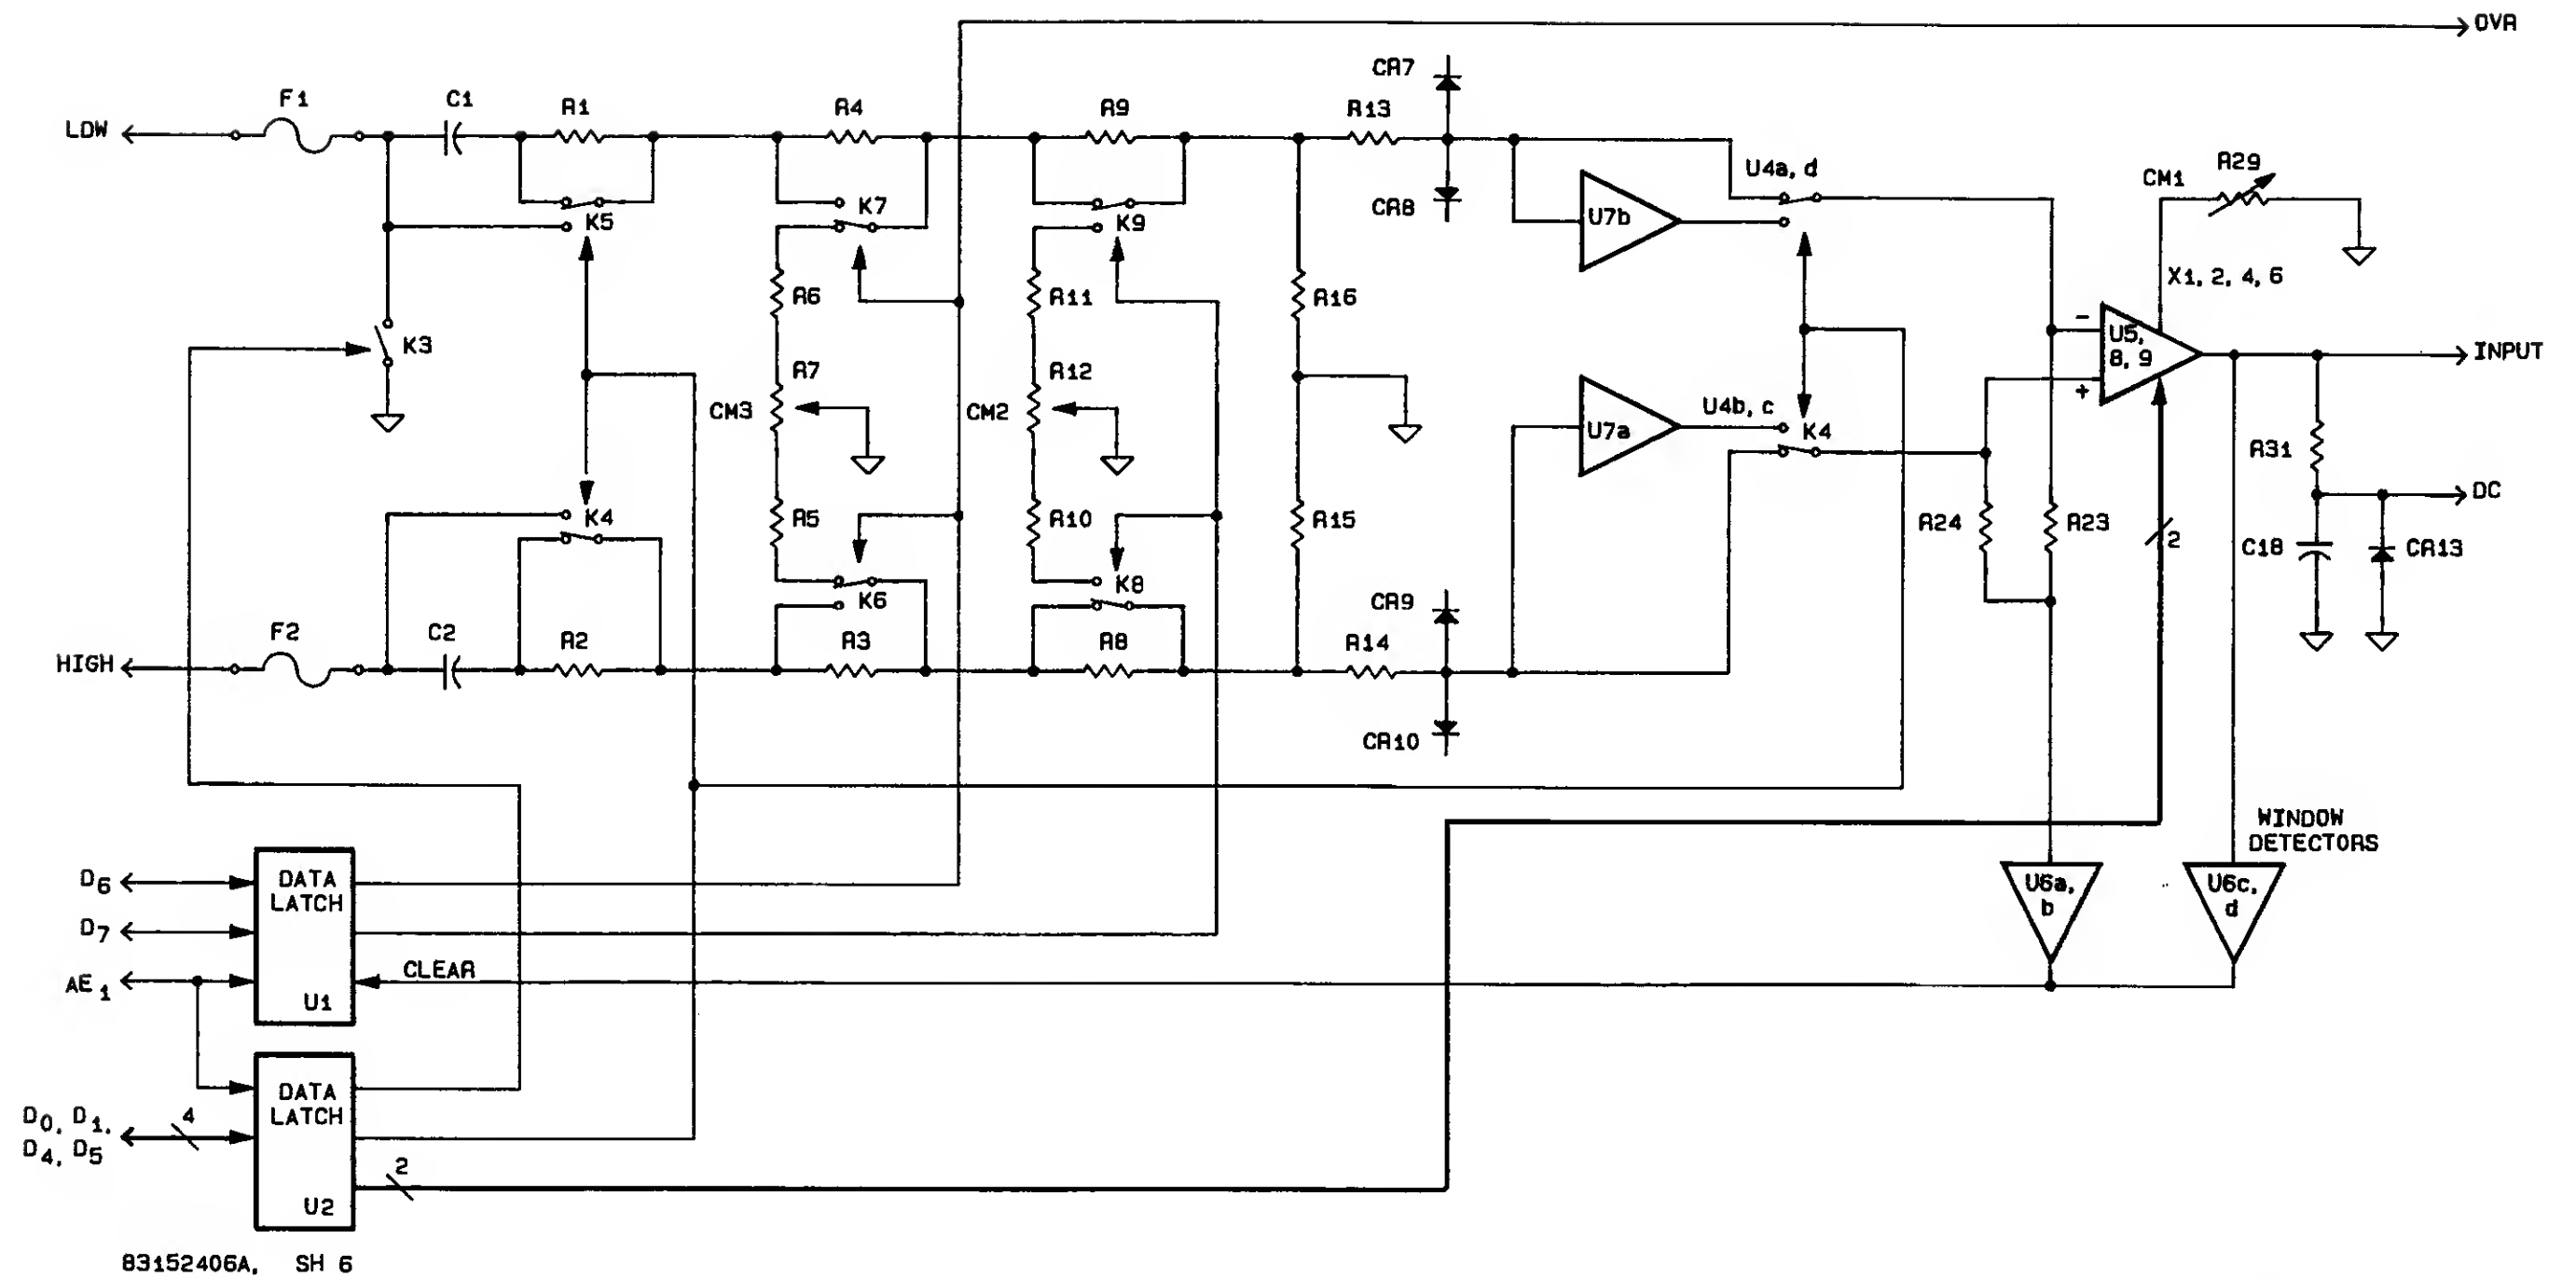 OVR
CR7
F1 C1 R1 R4 R9 R13
LOW
U4a, d
R29
CM1
K7
CR8
K5 K9
U7b
X1, 2, 4, 6
R6 R11 R16
- U5,
8, 9
+
K3
INPUT
R7 R12
CM3 CM2
U4b, c
U7a K4
R31
DC
K4 R5 R10 R15
R24 R23
2
C18 CR13
K8
K6
CR9
F2 C2 R2 R3 R8 R14
HIGH
CR10
WINDOW
DETECTORS
D6 DATA
LATCH
U6a,
b
U6c,
d
D7
CLEAR
AE1
U1
DATA
LATCH
D0, D1, 4
D4, D5
2
U2
83152406A, SH 6